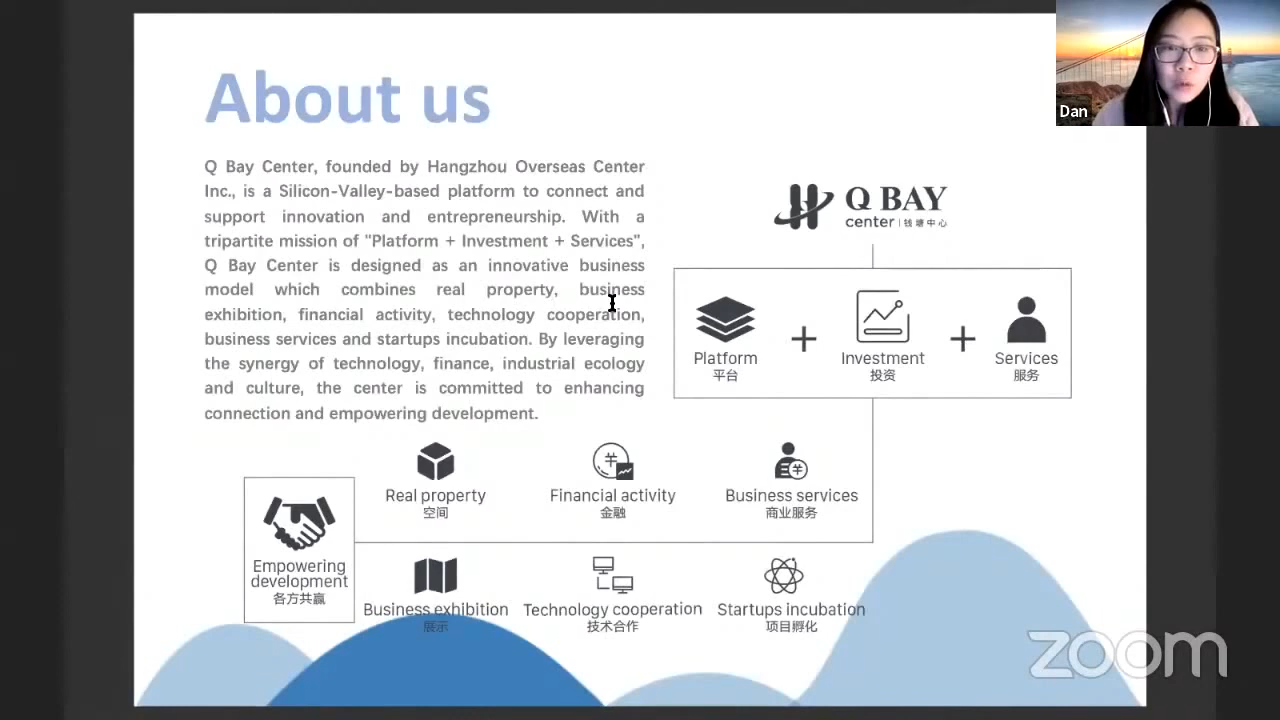 About us
Q Bay Center, founded by Hangzhou Overseas Center
Inc., is a Silicon-Valley-based platform to connect and
support innovation and entrepreneurship. With a
tripartite mission of "Platform + Investment + Services",
Q Bay Center is designed as an innovative business
model which combines real property, business
exhibition, financial activity, technology cooperation,
business services and startups incubation. By leveraging
the synergy of technology, finance, industrial ecology
and culture, the center is committed to enhancing
connection and empowering development.
Dan
Q BAY
center | 钱塘中心
Platform
平台
+
Investment
投资
+
Services
服务
Real property
空间
Financial activity
金融
Business services
商业服务
Empowering
development
各方共赢
Business exhibition
展示
Technology cooperation
技术合作
Startups incubation
项目孵化
zoom